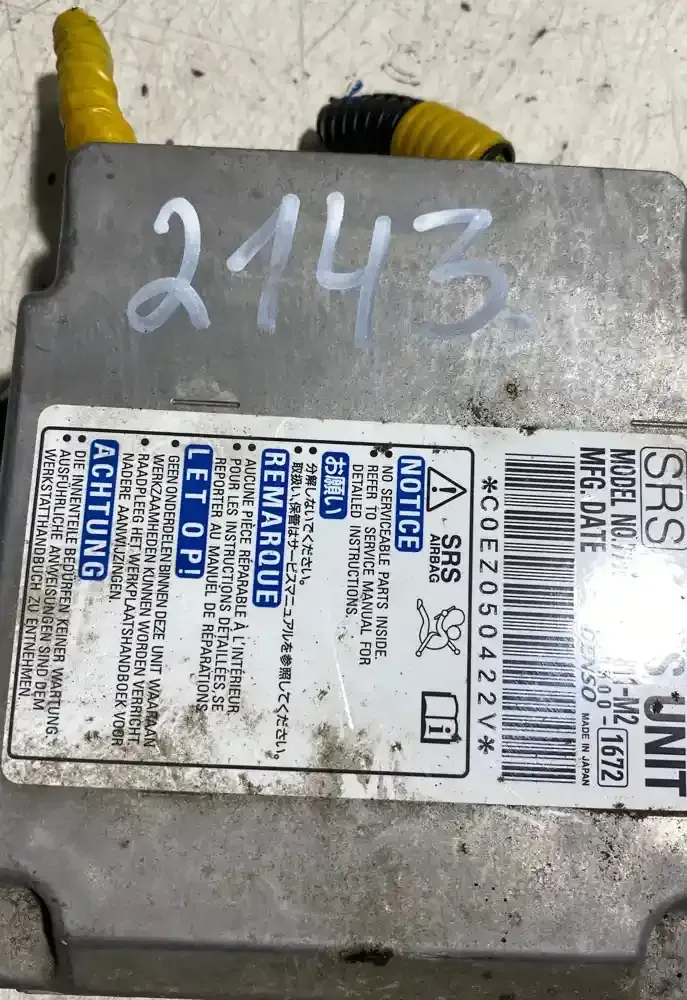 2143.
SRS UNIT
MODEL NO.
-M2
MFG. DATE
1672
DENSO MADE IN JAPAN
*C0EZ050422V*
SRS
AIRBAG
NOTICE
• NO SERVICEABLE PARTS INSIDE.
REFER TO SERVICE MANUAL FOR
DETAILED INSTRUCTIONS.
お願い
• 分解しないでください。
• 取扱い、保管はサービスマニュアルを参照してください。
REMARQUE
• AUCUNE PIÈCE RÉPARABLE À L'INTÉRIEUR.
POUR LES INSTRUCTIONS DÉTAILLÉES, SE
REPORTER AU MANUEL DE RÉPARATIONS.
LET OP!
• GEEN ONDERDELEN BINNEN DEZE UNIT WAARAAN
WERKZAAMHEDEN KUNNEN WORDEN VERRICHT.
• RAADPLEEG HET WERKPLAATSHANDBOEK VOOR
NADERE AANWIJZINGEN.
ACHTUNG
• DIE INNENTEILE BEDÜRFEN KEINER WARTUNG.
• AUSFÜHRLICHE ANWEISUNGEN SIND DEM
WERKSTATTHANDBUCH ZU ENTNEHMEN.